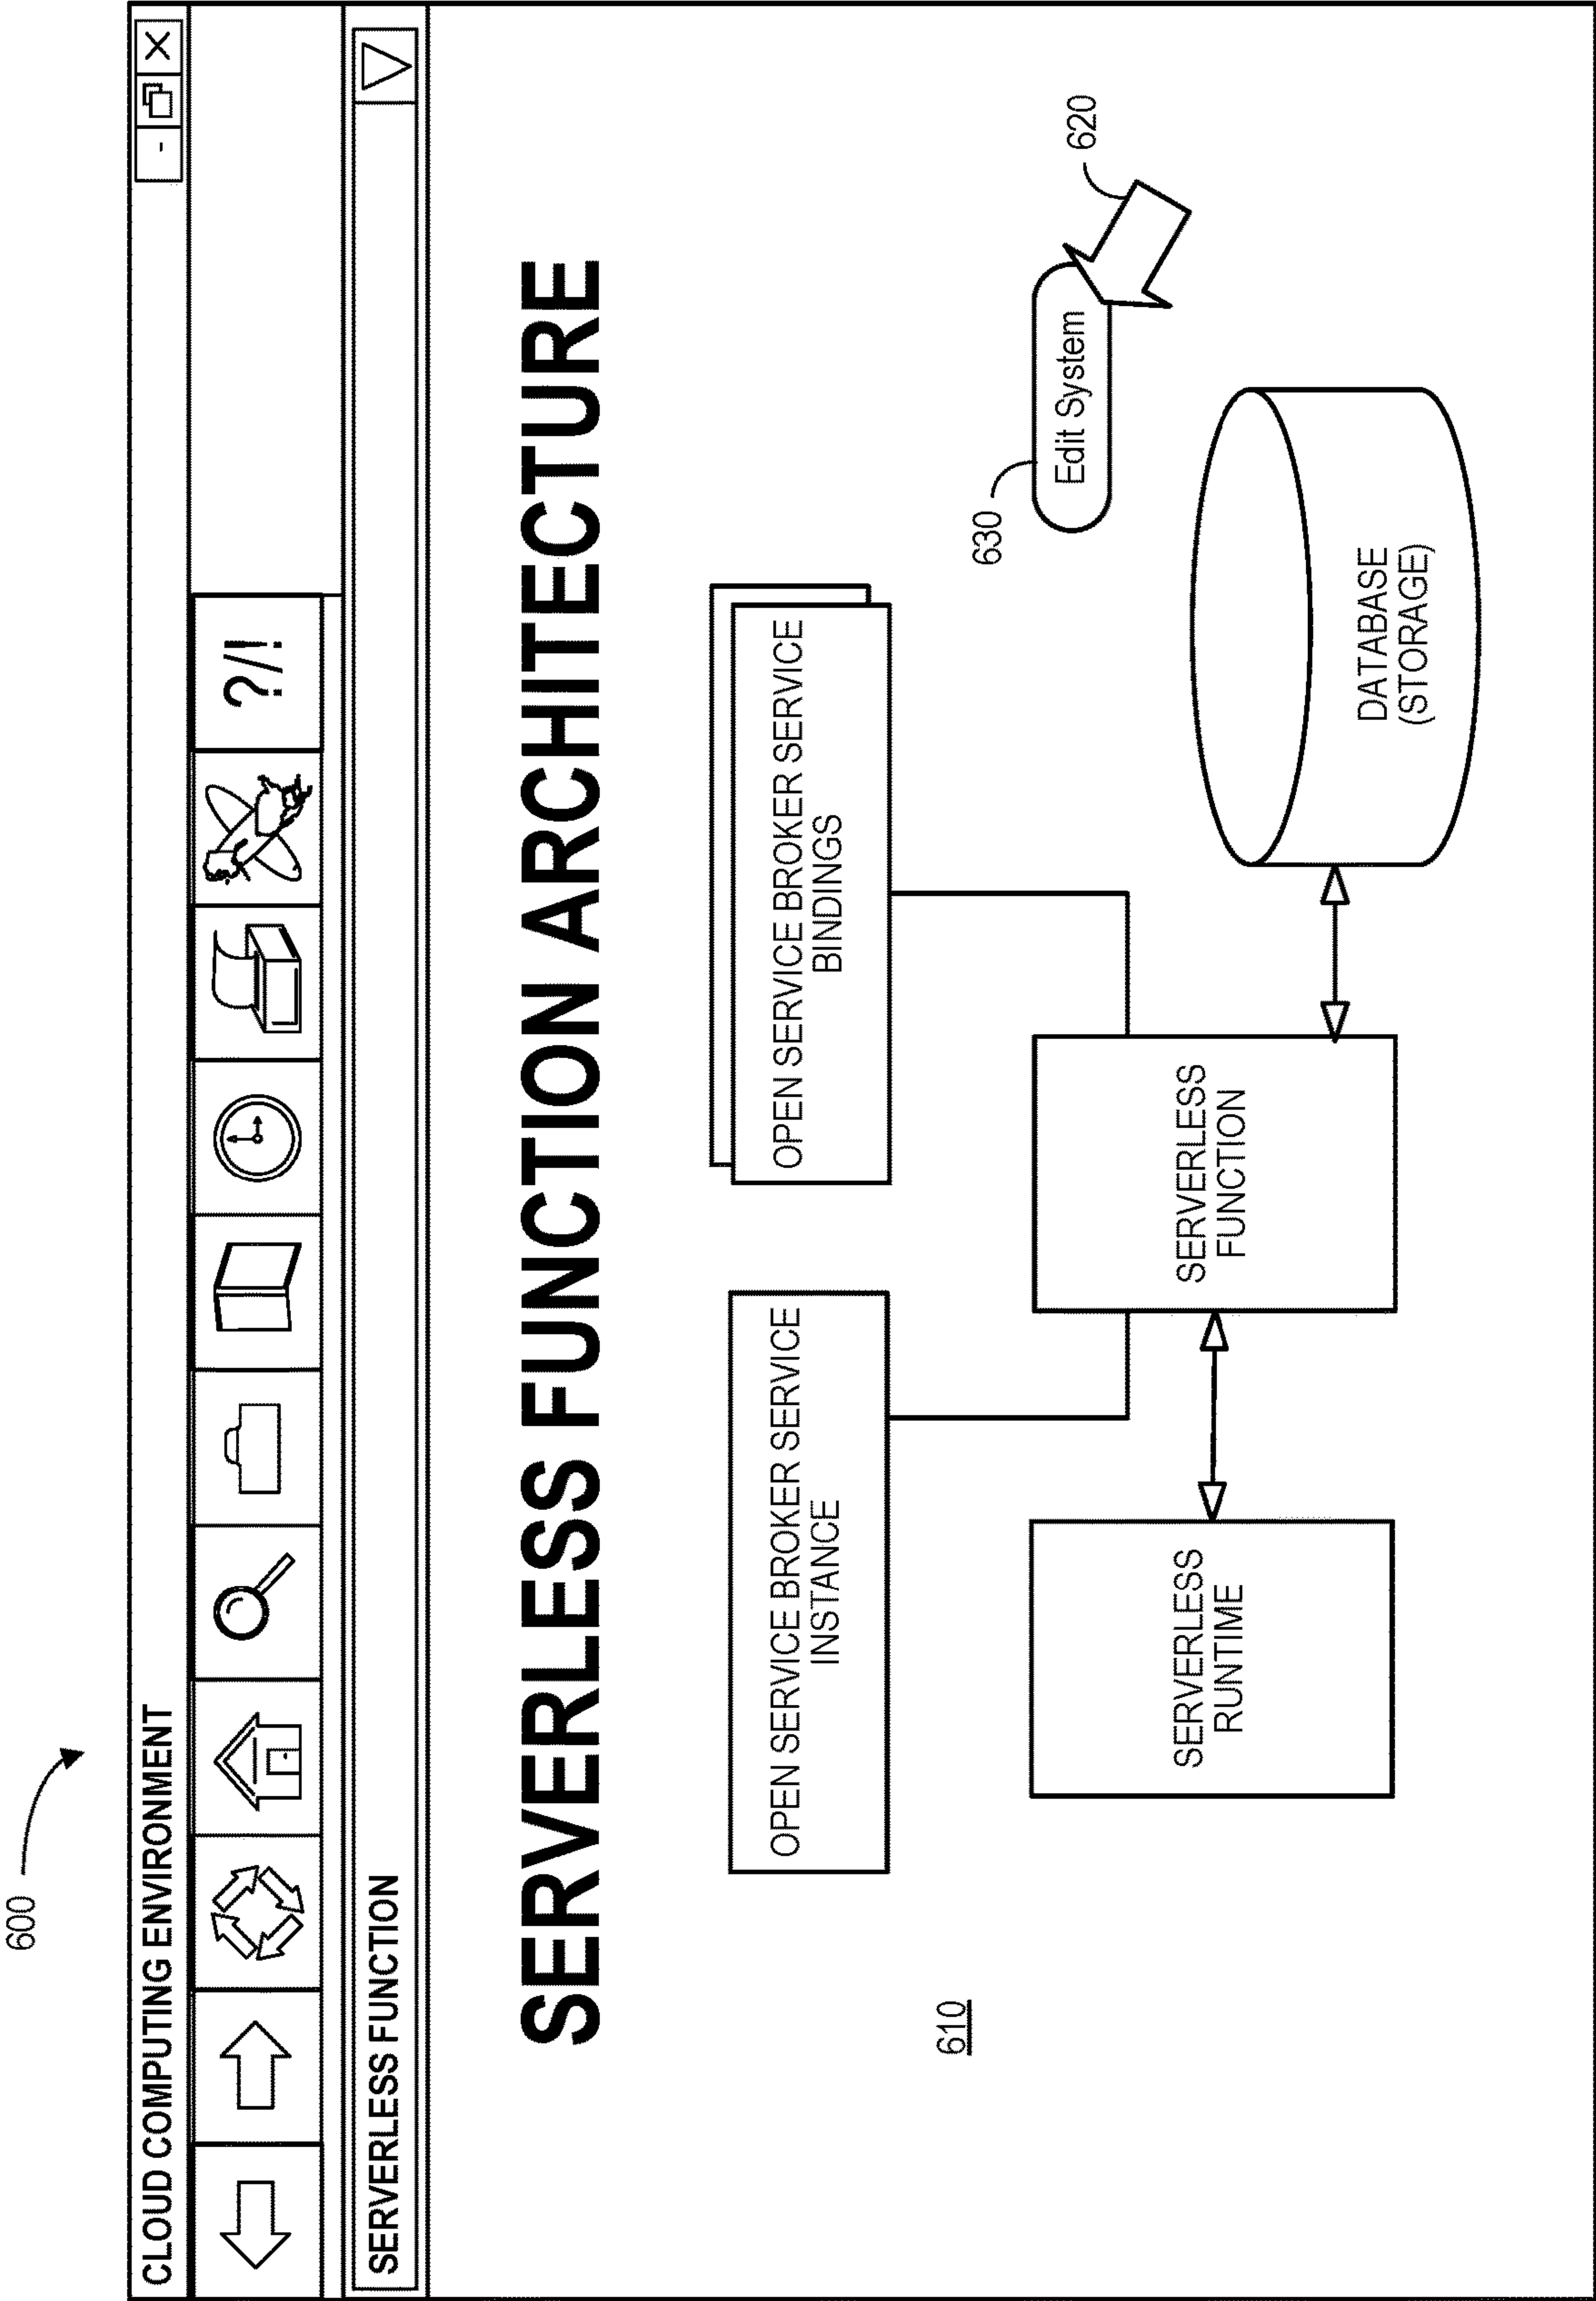 600
CLOUD COMPUTING ENVIRONMENT
-
X
?/!
SERVERLESS FUNCTION
SERVERLESS FUNCTION ARCHITECTURE
OPEN SERVICE BROKER SERVICE
INSTANCE
OPEN SERVICE BROKER SERVICE
BINDINGS
610
630
Edit System
620
SERVERLESS
RUNTIME
SERVERLESS
FUNCTION
DATABASE
(STORAGE)